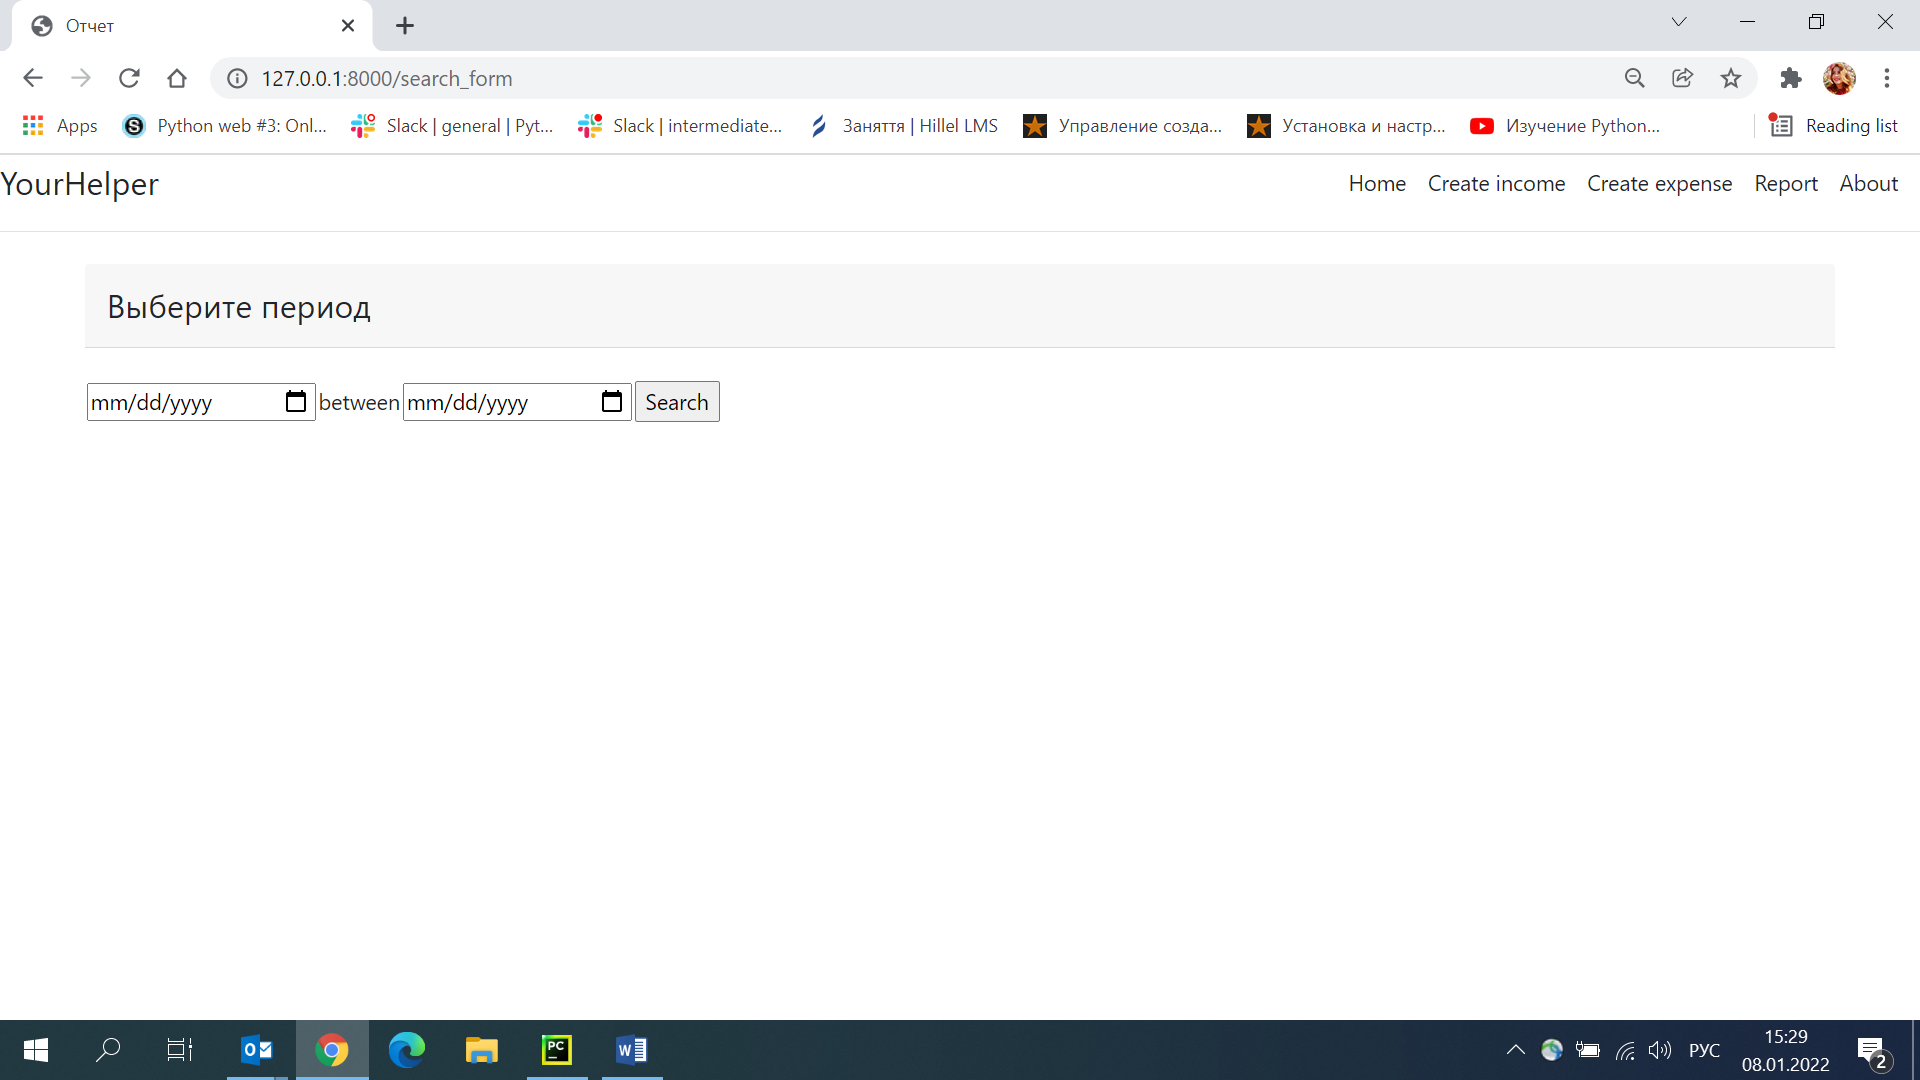 Отчет
127.0.0.1:8000/search_form
Apps Python web #3: Onl... Slack | general | Pyt... Slack | intermediate... Заняття | Hillel LMS Управление созда... Установка и настр... Изучение Python... Reading list
YourHelper Home Create income Create expense Report About
Выберите период
mm/dd/yyyy between mm/dd/yyyy Search
РУС 15:29
08.01.2022 2